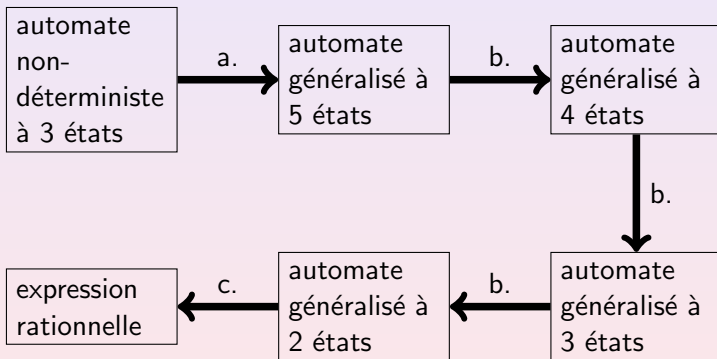 automate
non-
déterministe
à 3 états
a.
automate
généralisé à
5 états
b.
automate
généralisé à
4 états
b.
automate
généralisé à
3 états
b.
automate
généralisé à
2 états
c.
expression
rationnelle